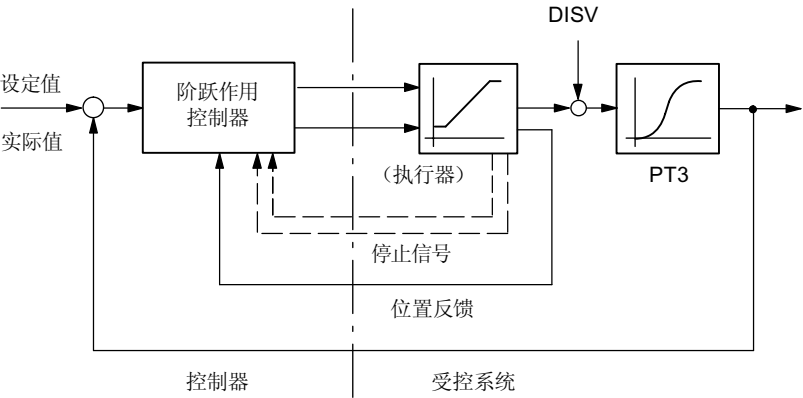 DISV
设定值
实际值
阶跃作用
控制器
（执行器）
PT3
停止信号
位置反馈
控制器
受控系统